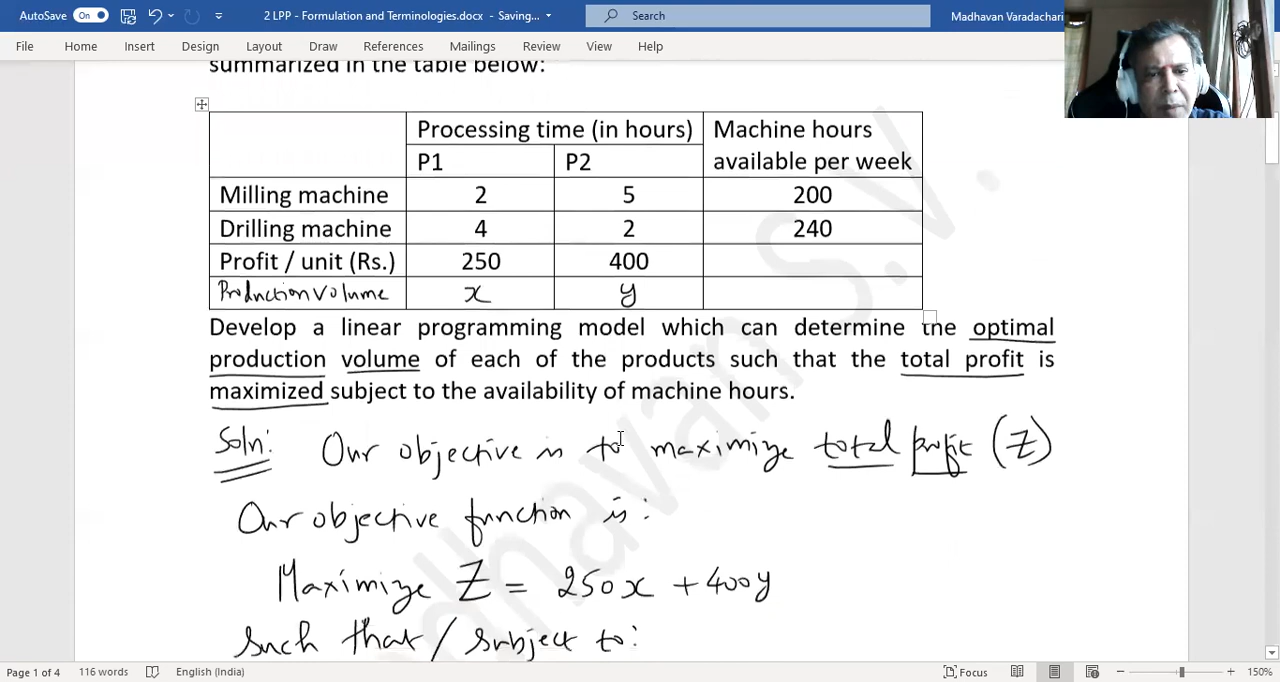 AutoSave On 2 LPP - Formulation and Terminologies.docx - Saving... Search Madhavan Varadachari
File Home Insert Design Layout Draw References Mailings Review View Help
summarized in the table below:
Processing time (in hours) Machine hours
P1 P2 available per week
Milling machine 2 5 200
Drilling machine 4 2 240
Profit / unit (Rs.) 250 400
Production Volume x y
Develop a linear programming model which can determine the optimal
production volume of each of the products such that the total profit is
maximized subject to the availability of machine hours.
Soln: Our objective is to maximize total profit (Z)
Our objective function is:
Maximize Z = 250x + 400y
such that / subject to:
Madhavan S.V.
Page 1 of 4 116 words English (India) Focus 150%